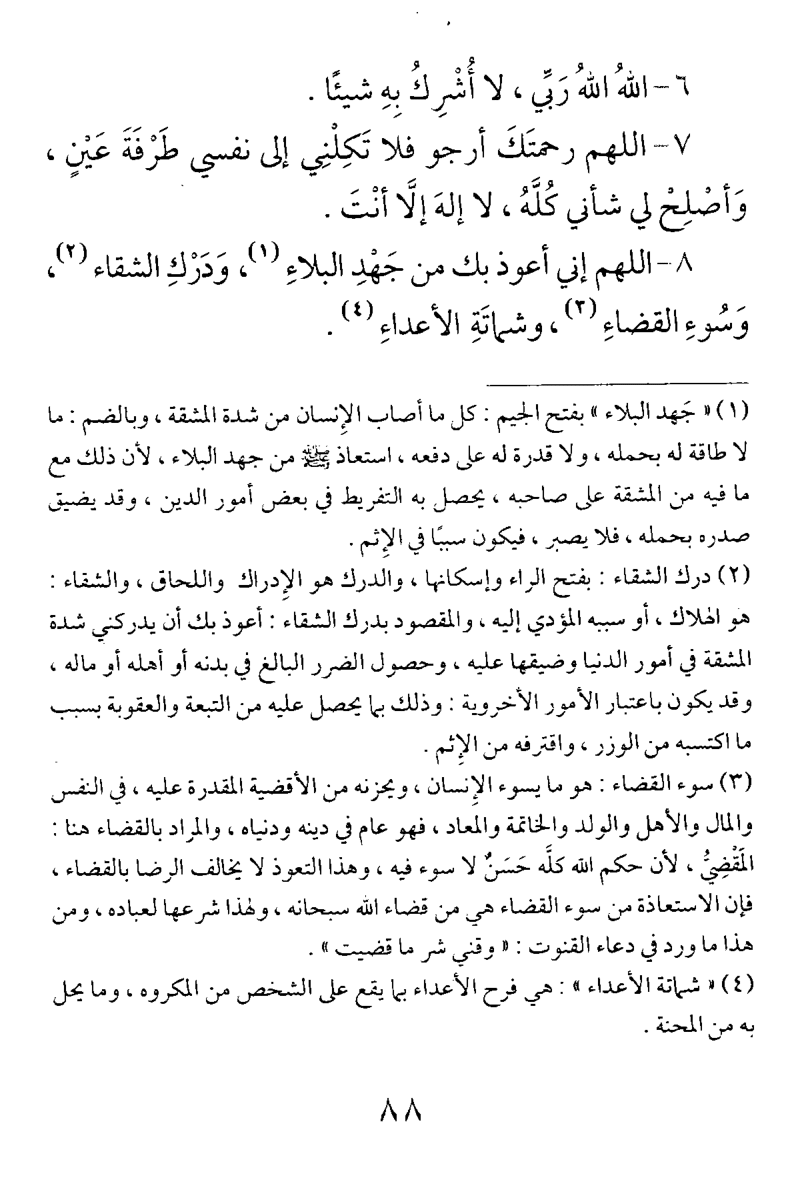 ٦- اللهُ اللهُ رَبِّي ، لا أُشْرِكُ بِهِ شيئًا .
٧- اللهم رحمتَكَ أرجو فلا تَكِلْنِي إلى نفسي طَرْفَةَ عَيْنٍ ،
وَأصْلِحْ لي شأني كُلَّهُ ، لا إلهَ إلَّا أنْتَ .
٨- اللهم إني أعوذ بك من جَهْدِ البلاءِ (١) ، وَدَرْكِ الشقاء (٢) ،
وَسُوءِ القضاءِ (٣) ، وشماتَةِ الأعداءِ (٤) .
(١) « جَهد البلاء » بفتح الجيم : كل ما أصاب الإنسان من شدة المشقة ، وبالضم : ما
لا طاقة له بحمله ، ولا قدرة له على دفعه ، استعاذ ﷺ من جهد البلاء ، لأن ذلك مع
ما فيه من المشقة على صاحبه ، يحصل به التفريط في بعض أمور الدين ، وقد يضيق
صدره بحمله ، فلا يصبر ، فيكون سببًا في الإثم .
(٢) درك الشقاء : بفتح الراء وإسكانها ، والدرك هو الإدراك واللحاق ، والشقاء :
هو الهلاك ، أو سببه المؤدي إليه ، والمقصود بدرك الشقاء : أعوذ بك أن يدركني شدة
المشقة في أمور الدنيا وضيقها عليه ، وحصول الضرر البالغ في بدنه أو أهله أو ماله ،
وقد يكون باعتبار الأمور الأخروية : وذلك بما يحصل عليه من التبعة والعقوبة بسبب
ما اكتسبه من الوزر ، واقترفه من الإثم .
(٣) سوء القضاء : هو ما يسوء الإنسان ، ويحزنه من الأقضية المقدرة عليه ، في النفس
والمال والأهل والولد والخاتمة والمعاد ، فهو عام في دينه ودنياه ، والمراد بالقضاء هنا :
المَقْضِيُّ ، لأن حكم الله كلَّه حَسَنٌ لا سوء فيه ، وهذا التعوذ لا يخالف الرضا بالقضاء ،
فإن الاستعاذة من سوء القضاء هي من قضاء الله سبحانه ، ولهذا شرعها لعباده ، ومن
هذا ما ورد في دعاء القنوت : « وقني شر ما قضيت » .
(٤) « شماتة الأعداء » : هي فرح الأعداء بما يقع على الشخص من المكروه ، وما يحل
به من المحنة .
٨٨